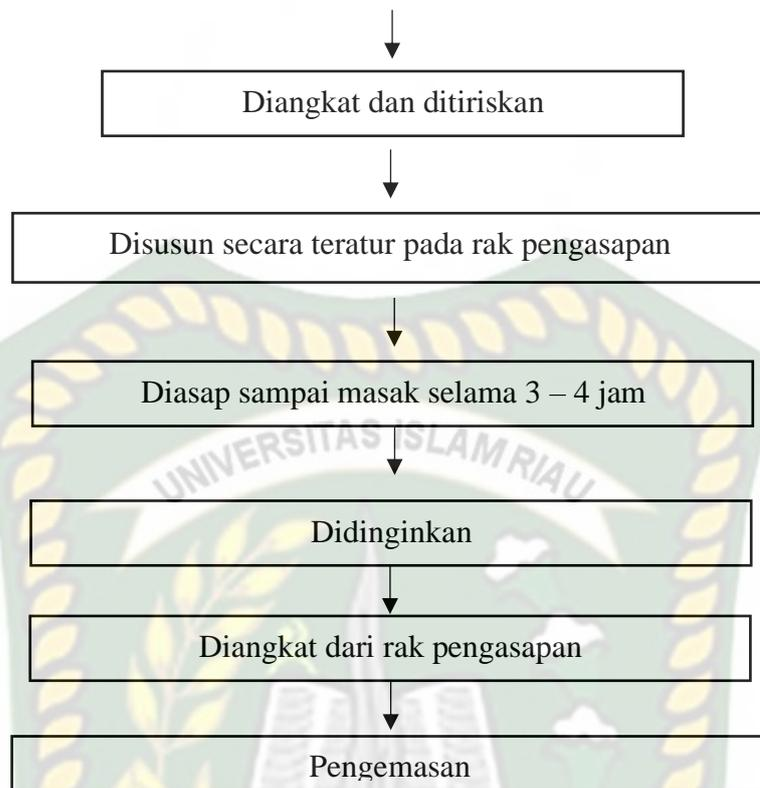 Diangkat dan ditiriskan
Disusun secara teratur pada rak pengasapan
Diasap sampai masak selama 3 – 4 jam
UNIVERSITAS ISLAM RIAU
Didinginkan
Diangkat dari rak pengasapan
Pengemasan